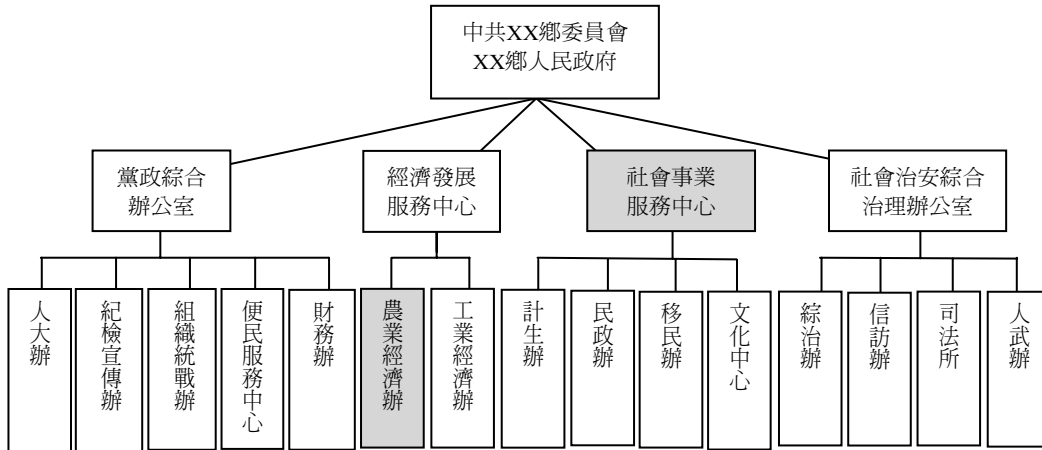 中共XX鄉委員會
XX鄉人民政府
黨政綜合
辦公室
經濟發展
服務中心
社會事業
服務中心
社會治安綜合
治理辦公室
人大辦
紀檢宣傳辦
組織統戰辦
便民服務中心
財務辦
農業經濟辦
工業經濟辦
計生辦
民政辦
移民辦
文化中心
綜治辦
信訪辦
司法所
人武辦